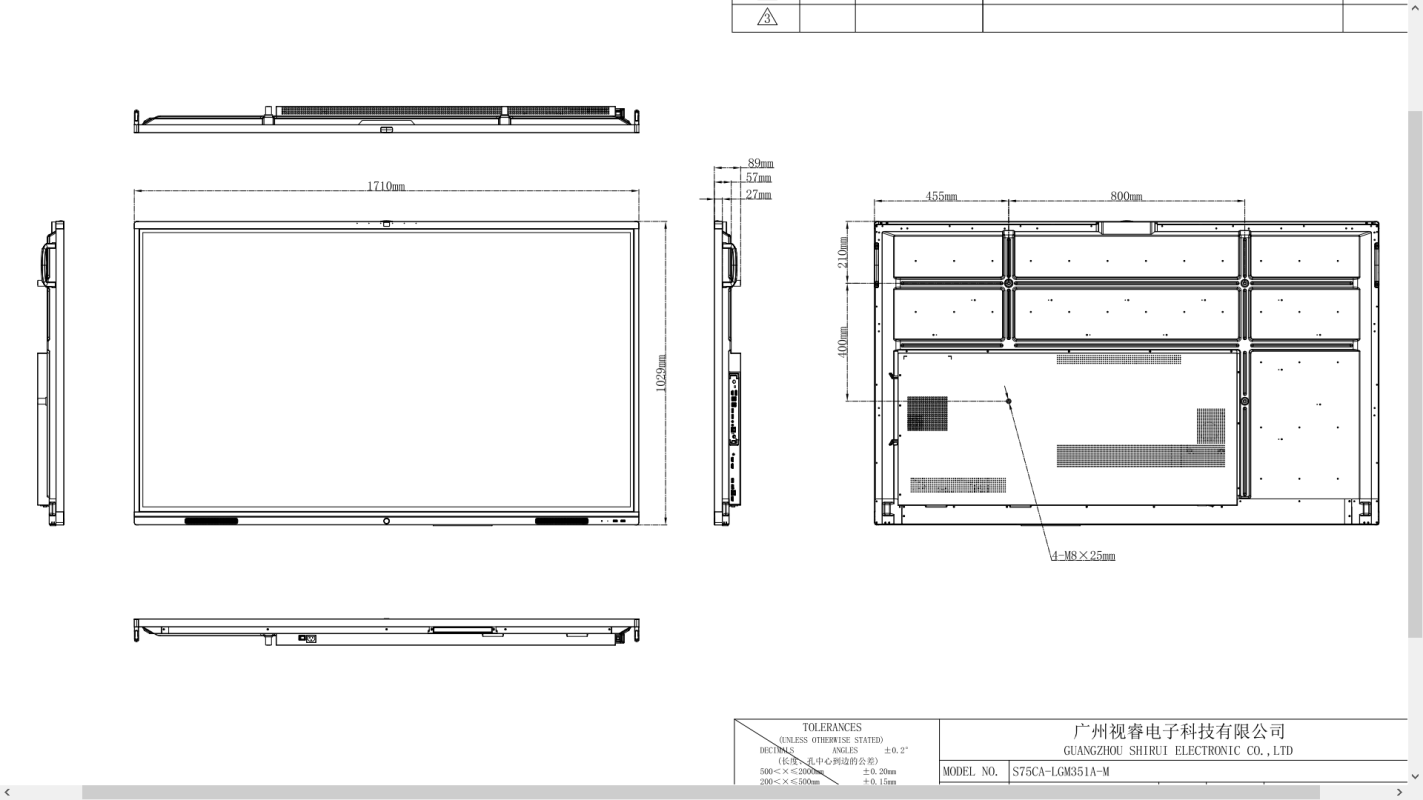 3
89mm
57mm
27mm
1710mm
455mm
800mm
210mm
400mm
1029mm
4-M8×25mm
TOLERANCES
(UNLESS OTHERWISE STATED)
DECIMALS ANGLES ±0.2°
(长度、孔中心到边的公差)
500<×≤2000mm ±0.20mm
200<×≤500mm ±0.15mm
广州视睿电子科技有限公司
GUANGZHOU SHIRUI ELECTRONIC CO.,LTD
MODEL NO. S75CA-LGM351A-M